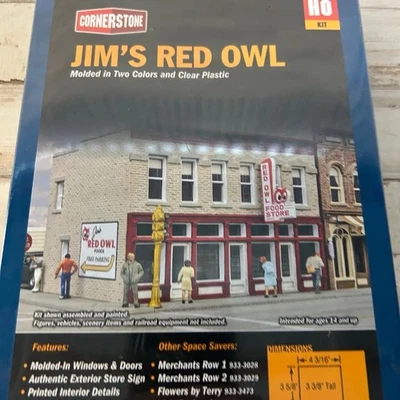 CORNERSTONE
HO
KIT
JIM'S RED OWL
Molded in Two Colors and Clear Plastic
RED OWL
FOOD
STORE
Jim's
RED OWL
FOODS
FREE PARKING
Kit shown assembled and painted.
Figures, vehicles, scenery items and railroad equipment not included.
Intended for ages 14 and up
Features:
• Molded-In Windows & Doors
• Authentic Exterior Store Sign
• Printed Interior Details
Other Space Savers:
• Merchants Row 1 933-3028
• Merchants Row 2 933-3029
• Flowers by Terry 933-3473
DIMENSIONS
4 3/16"
3 5/8"
3 3/8" Tall